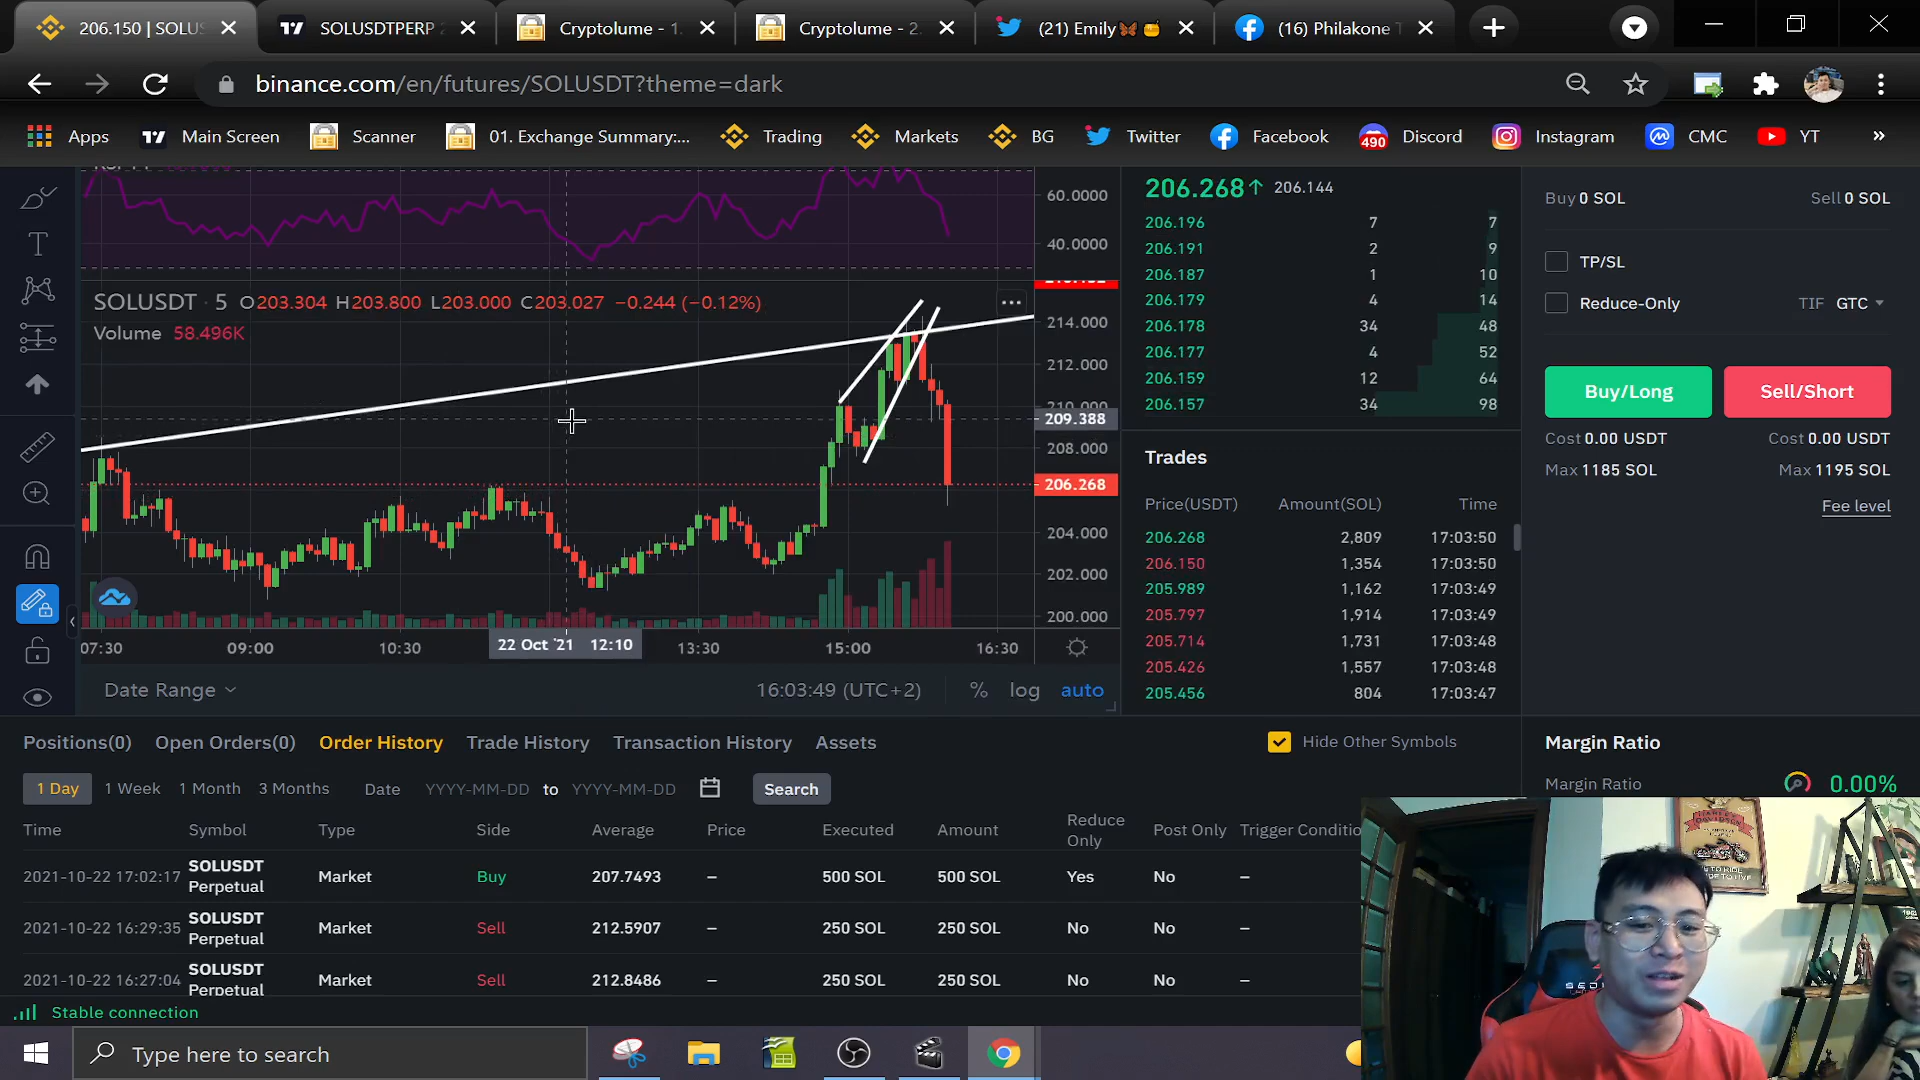 206.150 | SOLUS
SOLUSDTPERP 2
Cryptolume - 1.
Cryptolume - 2.
(21) Emily
(16) Philakone T
binance.com/en/futures/SOLUSDT?theme=dark
Apps
Main Screen
Scanner
01. Exchange Summary:...
Trading
Markets
BG
Twitter
Facebook
490
Discord
Instagram
CMC
YT
»
60.0000
40.0000
SOLUSDT · 5 O203.304 H203.800 L203.000 C203.027 −0.244 (−0.12%)
Volume 58.496K
214.000
212.000
210.000
209.388
208.000
206.268
204.000
202.000
200.000
07:30
09:00
10:30
22 Oct '21 12:10
13:30
15:00
16:30
Date Range
16:03:49 (UTC+2)
%
log
auto
206.268↑ 206.144
206.196 7 7
206.191 2 9
206.187 1 10
206.179 4 14
206.178 34 48
206.177 4 52
206.159 12 64
206.157 34 98
Trades
Price(USDT) Amount(SOL) Time
206.268 2,809 17:03:50
206.150 1,354 17:03:50
205.989 1,162 17:03:49
205.797 1,914 17:03:49
205.714 1,731 17:03:48
205.426 1,557 17:03:48
205.456 804 17:03:47
Buy 0 SOL
Sell 0 SOL
TP/SL
Reduce-Only
TIF GTC
Buy/Long
Sell/Short
Cost 0.00 USDT
Cost 0.00 USDT
Max 1185 SOL
Max 1195 SOL
Fee level
Positions(0)
Open Orders(0)
Order History
Trade History
Transaction History
Assets
Hide Other Symbols
Margin Ratio
1 Day
1 Week
1 Month
3 Months
Date
YYYY-MM-DD to YYYY-MM-DD
Search
Margin Ratio
0.00%
Time Symbol Type Side Average Price Executed Amount Reduce Only Post Only Trigger Conditio
2021-10-22 17:02:17 SOLUSDT Perpetual Market Buy 207.7493 – 500 SOL 500 SOL Yes No –
2021-10-22 16:29:35 SOLUSDT Perpetual Market Sell 212.5907 – 250 SOL 250 SOL No No –
2021-10-22 16:27:04 SOLUSDT Perpetual Market Sell 212.8486 – 250 SOL 250 SOL No No –
Stable connection
Type here to search